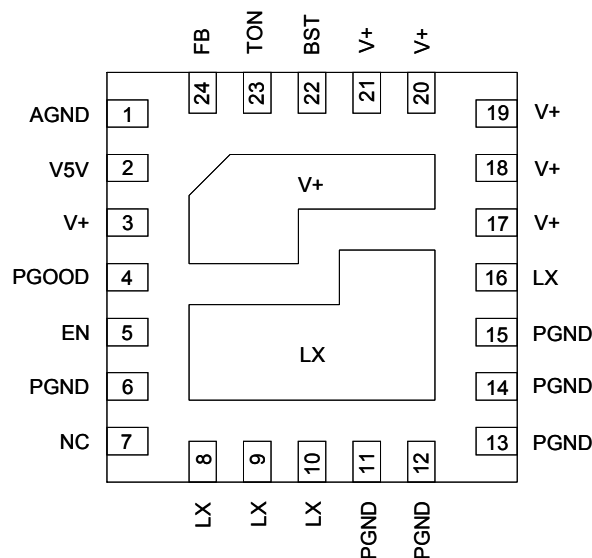 FB TON BST V+ V+
24 23 22 21 20
AGND 1 19 V+
V5V 2 18 V+
V+
V+ 3 17 V+
PGOOD 4 16 LX
EN 5 15 PGND
LX
PGND 6 14 PGND
NC 7 13 PGND
8 9 10 11 12
LX LX LX PGND PGND